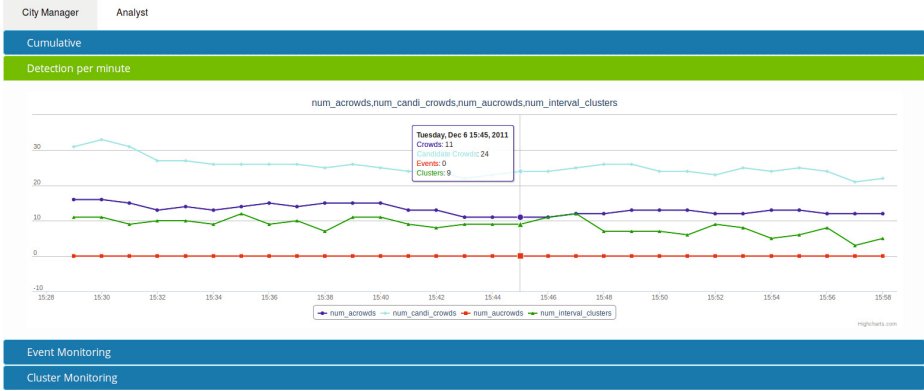 City Manager Analyst
Cumulative
Detection per minute
num_acrowds,num_candi_crowds,num_aucrowds,num_interval_clusters
Tuesday, Dec 6 15:45, 2011
Crowds: 11
Candidate Crowds: 24
Events: 0
Clusters: 9
30
20
10
0
-10
15:28 15:30 15:32 15:34 15:36 15:38 15:40 15:42 15:44 15:46 15:48 15:50 15:52 15:54 15:56 15:58
num_acrowds num_candi_crowds num_aucrowds num_interval_clusters
Highcharts.com
Event Monitoring
Cluster Monitoring